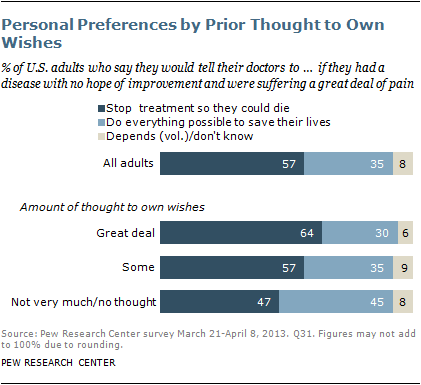 Personal Preferences by Prior Thought to Own
Wishes
% of U.S. adults who say they would tell their doctors to ... if they had a
disease with no hope of improvement and were suffering a great deal of pain
Stop treatment so they could die
Do everything possible to save their lives
Depends (vol.)/don't know
All adults 57 35 8
Amount of thought to own wishes
Great deal 64 30 6
Some 57 35 9
Not very much/no thought 47 45 8
Source: Pew Research Center survey March 21-April 8, 2013. Q31. Figures may not add
to 100% due to rounding.
PEW RESEARCH CENTER